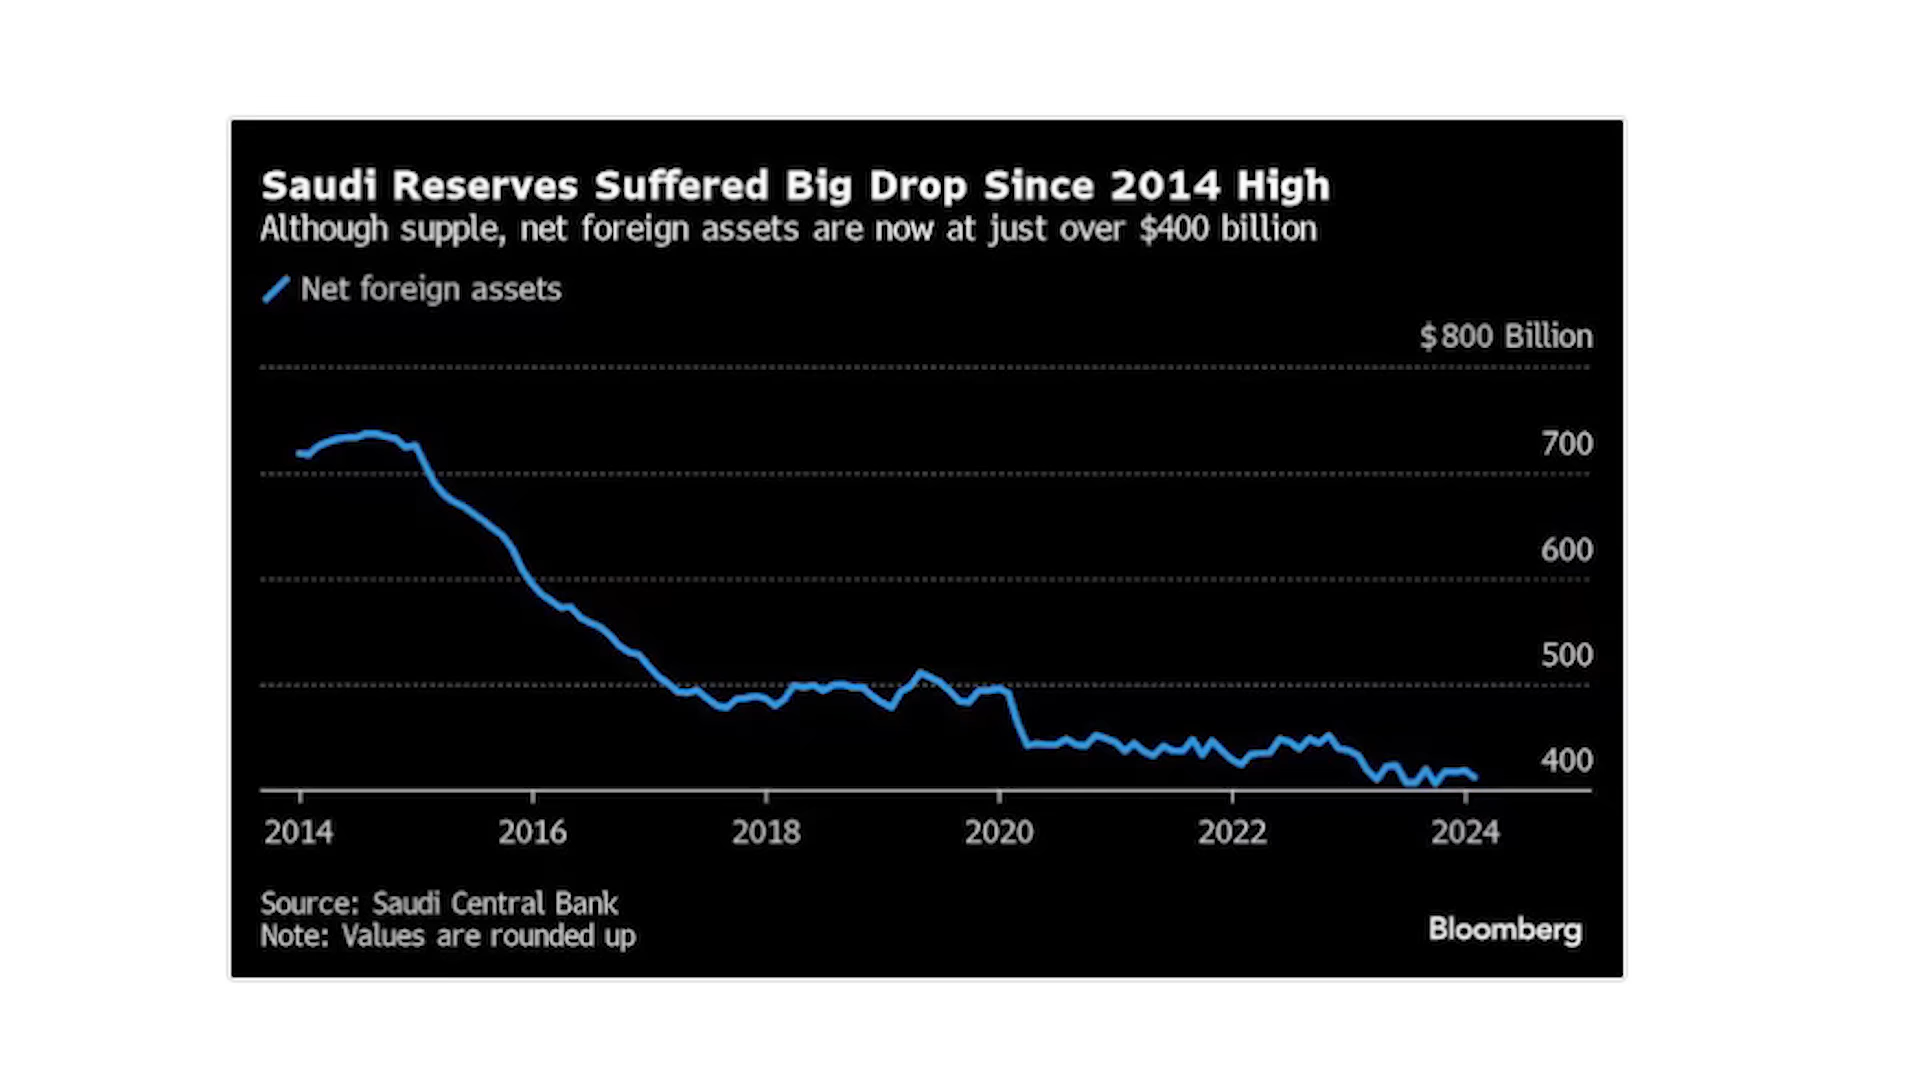 Saudi Reserves Suffered Big Drop Since 2014 High
Although supple, net foreign assets are now at just over $400 billion
Net foreign assets
$800 Billion
700
600
500
400
2014 2016 2018 2020 2022 2024
Source: Saudi Central Bank
Note: Values are rounded up
Bloomberg